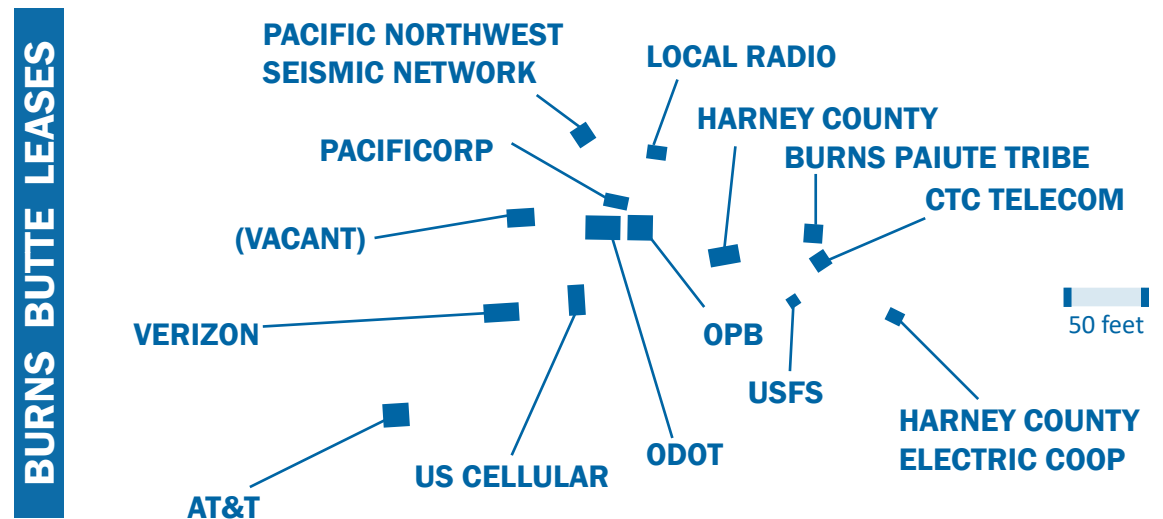 BURNS BUTTE LEASES
PACIFIC NORTHWEST
SEISMIC NETWORK
LOCAL RADIO
HARNEY COUNTY
PACIFICORP
BURNS PAIUTE TRIBE
CTC TELECOM
(VACANT)
50 feet
VERIZON
OPB
USFS
HARNEY COUNTY
ELECTRIC COOP
ODOT
US CELLULAR
AT&T